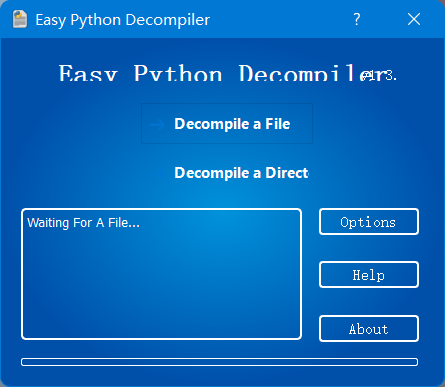 Easy Python Decompiler
Easy Python Decompiler
Decompile a File
Decompile a Direct
Waiting For A File...
Options
Help
About